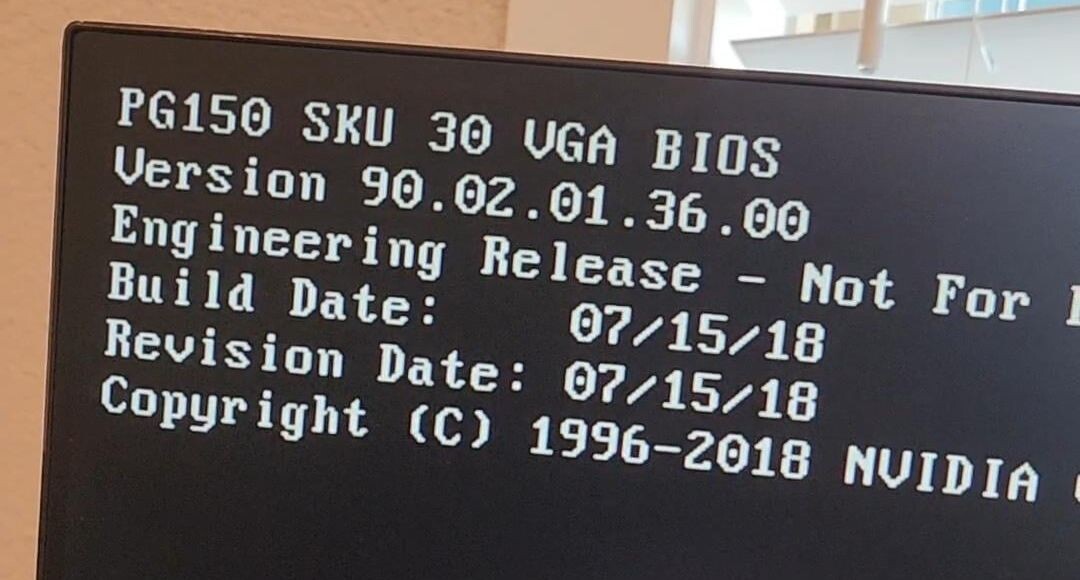 PG150 SKU 30 VGA BIOS
Version 90.02.01.36.00
Engineering Release - Not For
Build Date: 07/15/18
Revision Date: 07/15/18
Copyright (C) 1996-2018 NVIDIA